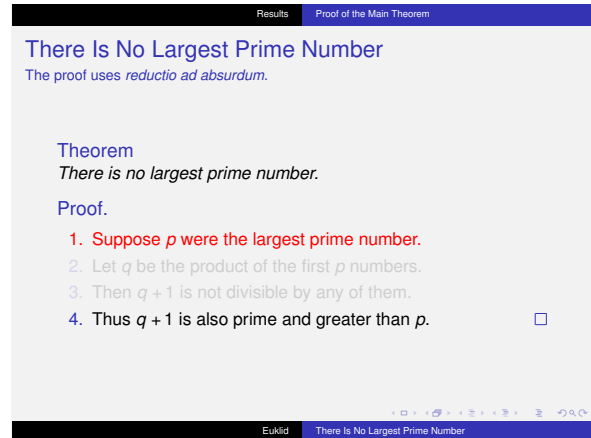 Results Proof of the Main Theorem
There Is No Largest Prime Number
The proof uses reductio ad absurdum.
Theorem
There is no largest prime number.
Proof.
1. Suppose p were the largest prime number.
2. Let q be the product of the first p numbers.
3. Then q + 1 is not divisible by any of them.
4. Thus q + 1 is also prime and greater than p.
Euklid There Is No Largest Prime Number